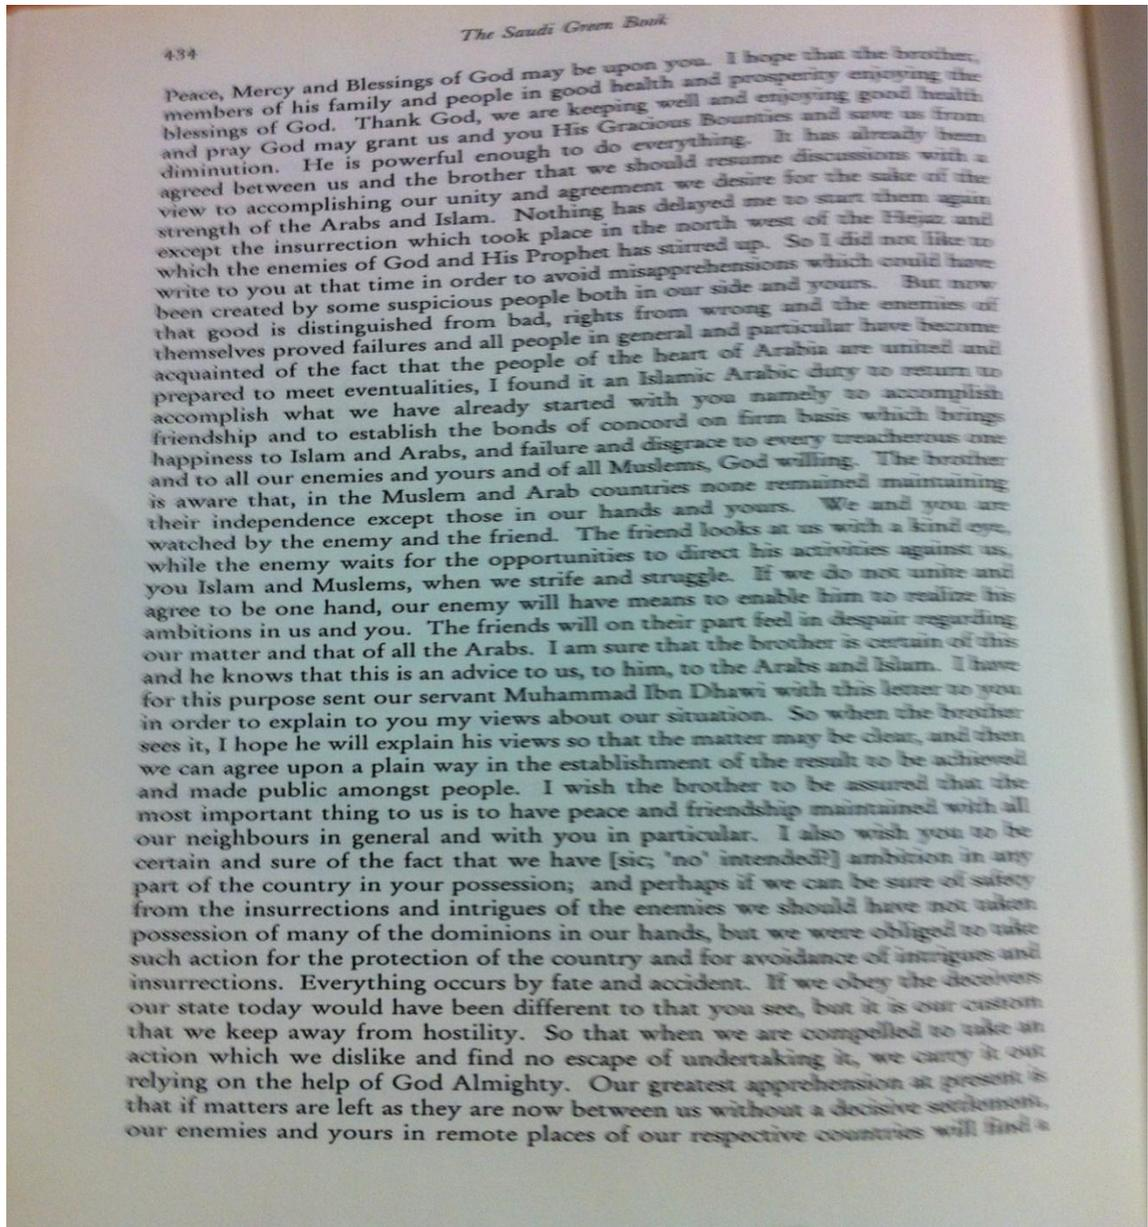 434
The Saudi Green Book
Peace, Mercy and Blessings of God may be upon you. I hope that the brother,
members of his family and people in good health and prosperity enjoying the
blessings of God. Thank God, we are keeping well and enjoying good health
and pray God may grant us and you His Gracious Bounties and save us from
diminution. He is powerful enough to do everything. It has already been
agreed between us and the brother that we should resume discussions with a
view to accomplishing our unity and agreement we desire for the sake of the
strength of the Arabs and Islam. Nothing has delayed me to start them again
except the insurrection which took place in the north west of the Hejaz and
which the enemies of God and His Prophet has stirred up. So I did not like to
write to you at that time in order to avoid misapprehensions which could have
been created by some suspicious people both in our side and yours. But now
that good is distinguished from bad, rights from wrong and the enemies of
themselves proved failures and all people in general and particular have become
acquainted of the fact that the people of the heart of Arabia are united and
prepared to meet eventualities, I found it an Islamic Arabic duty to return to
accomplish what we have already started with you namely to accomplish
friendship and to establish the bonds of concord on firm basis which brings
happiness to Islam and Arabs, and failure and disgrace to every treacherous one
and to all our enemies and yours and of all Muslems, God willing. The brother
is aware that, in the Muslem and Arab countries none remained maintaining
their independence except those in our hands and yours. We and you are
watched by the enemy and the friend. The friend looks at us with a kind eye,
while the enemy waits for the opportunities to direct his activities against us,
you Islam and Muslems, when we strife and struggle. If we do not unite and
agree to be one hand, our enemy will have means to enable him to realize his
ambitions in us and you. The friends will on their part feel in despair regarding
our matter and that of all the Arabs. I am sure that the brother is certain of this
and he knows that this is an advice to us, to him, to the Arabs and Islam. I have
for this purpose sent our servant Muhammad Ibn Dhawi with this letter to you
in order to explain to you my views about our situation. So when the brother
sees it, I hope he will explain his views so that the matter may be clear, and then
we can agree upon a plain way in the establishment of the result to be achieved
and made public amongst people. I wish the brother to be assured that the
most important thing to us is to have peace and friendship maintained with all
our neighbours in general and with you in particular. I also wish you to be
certain and sure of the fact that we have [sic; 'no' intended?] ambition in any
part of the country in your possession; and perhaps if we can be sure of safety
from the insurrections and intrigues of the enemies we should have not taken
possession of many of the dominions in our hands, but we were obliged to take
such action for the protection of the country and for avoidance of intrigues and
insurrections. Everything occurs by fate and accident. If we obey the deceivers
our state today would have been different to that you see, but it is our custom
that we keep away from hostility. So that when we are compelled to take an
action which we dislike and find no escape of undertaking it, we carry it out
relying on the help of God Almighty. Our greatest apprehension at present is
that if matters are left as they are now between us without a decisive settlement,
our enemies and yours in remote places of our respective countries will find a